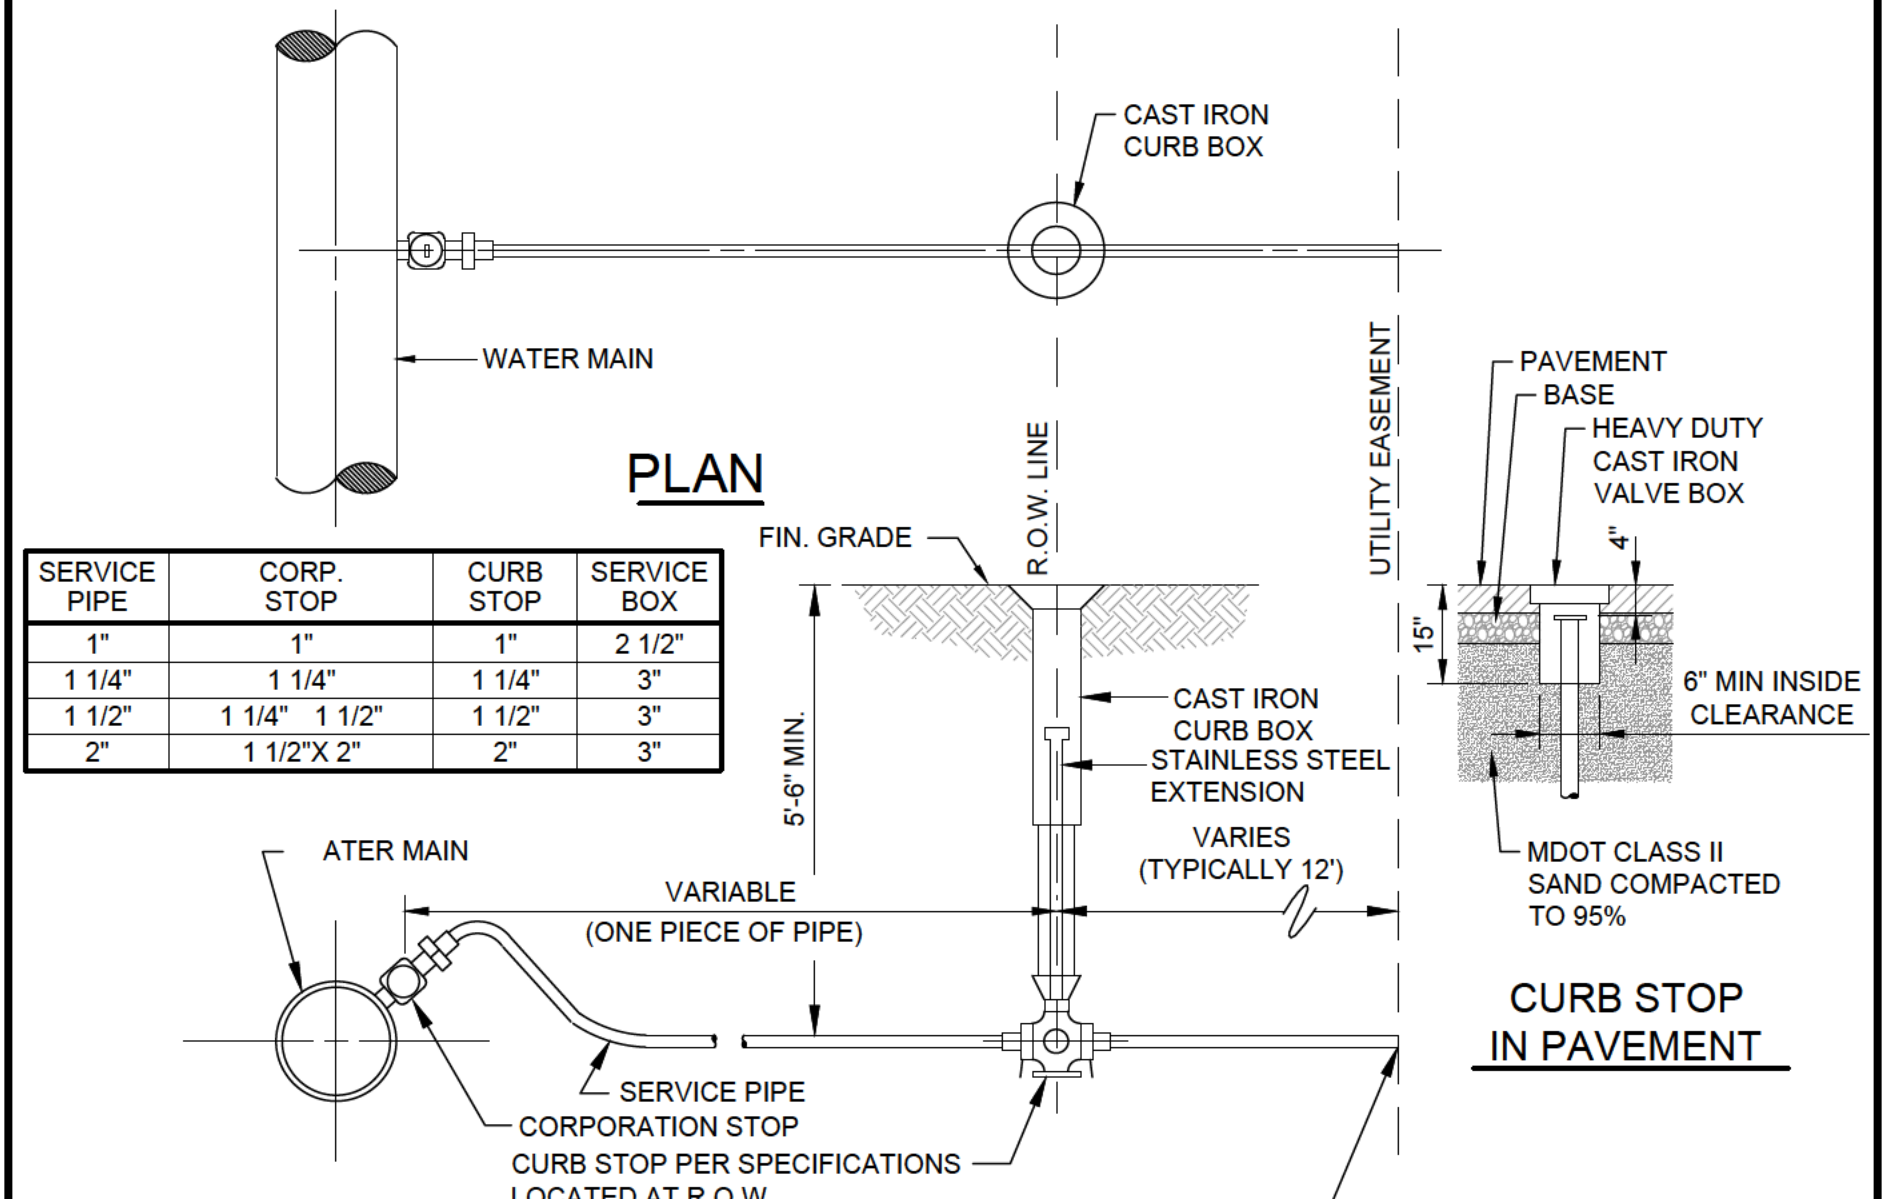 CAST IRON
CURB BOX
WATER MAIN
PLAN
R.O.W. LINE
UTILITY EASEMENT
PAVEMENT
BASE
HEAVY DUTY
CAST IRON
VALVE BOX
4"
15"
6" MIN INSIDE
CLEARANCE
MDOT CLASS II
SAND COMPACTED
TO 95%
CURB STOP
IN PAVEMENT
SERVICE PIPE CORP. STOP CURB STOP SERVICE BOX
1" 1" 1" 2 1/2"
1 1/4" 1 1/4" 1 1/4" 3"
1 1/2" 1 1/4" 1 1/2" 1 1/2" 3"
2" 1 1/2"X 2" 2" 3"
FIN. GRADE
5'-6" MIN.
CAST IRON
CURB BOX
STAINLESS STEEL
EXTENSION
VARIES
(TYPICALLY 12')
ATER MAIN
VARIABLE
(ONE PIECE OF PIPE)
SERVICE PIPE
CORPORATION STOP
CURB STOP PER SPECIFICATIONS
LOCATED AT R.O.W.